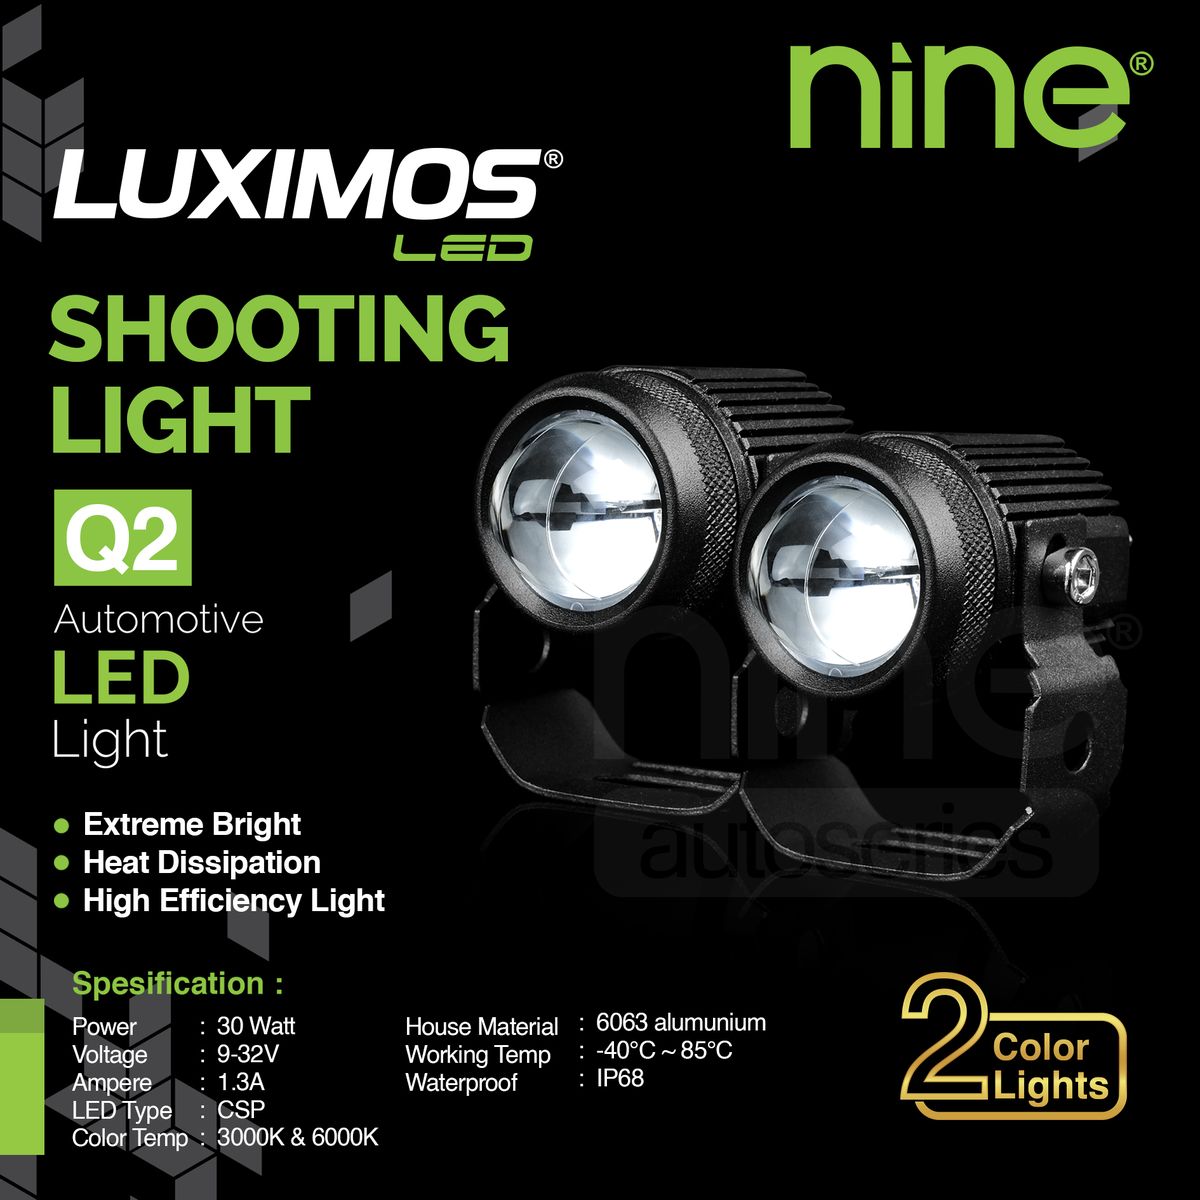 nine®
LUXIMOS®
LED
SHOOTING
LIGHT
Q2
Automotive
LED
Light
• Extreme Bright
• Heat Dissipation
• High Efficiency Light
nine®
autoseries
Spesification :
Power : 30 Watt
Voltage : 9-32V
Ampere : 1.3A
LED Type : CSP
Color Temp : 3000K & 6000K
House Material : 6063 alumunium
Working Temp : -40°C ~ 85°C
Waterproof : IP68
2 Color
Lights